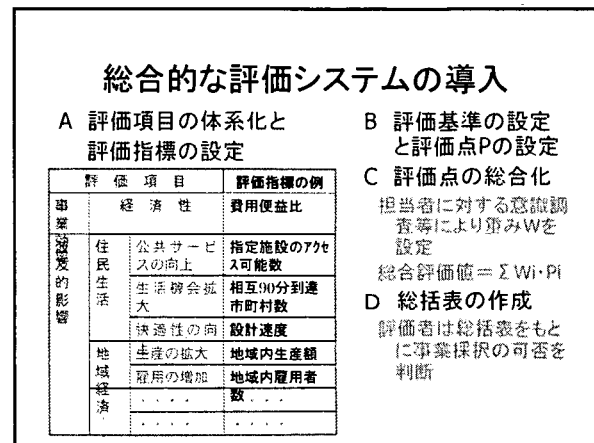 総合的な評価システムの導入
A 評価項目の体系化と
評価指標の設定
評価項目 評価指標の例
事業 経済性 費用便益比
波及的影響 住民生活 公共サービスの向上 指定施設のアクセス可能数
生活機会拡大 相互90分到達市町村数
快適性の向 設計速度
地域経済 生産の拡大 地域内生産額
雇用の増加 地域内雇用者数
・・・・ ・・・・
・・・・ ・・・・
B 評価基準の設定
と評価点Pの設定
C 評価点の総合化
担当者に対する意識調
査等により重みWを
設定
総合評価値＝ΣWi・Pi
D 総括表の作成
評価者は総括表をもと
に事業採択の可否を
判断